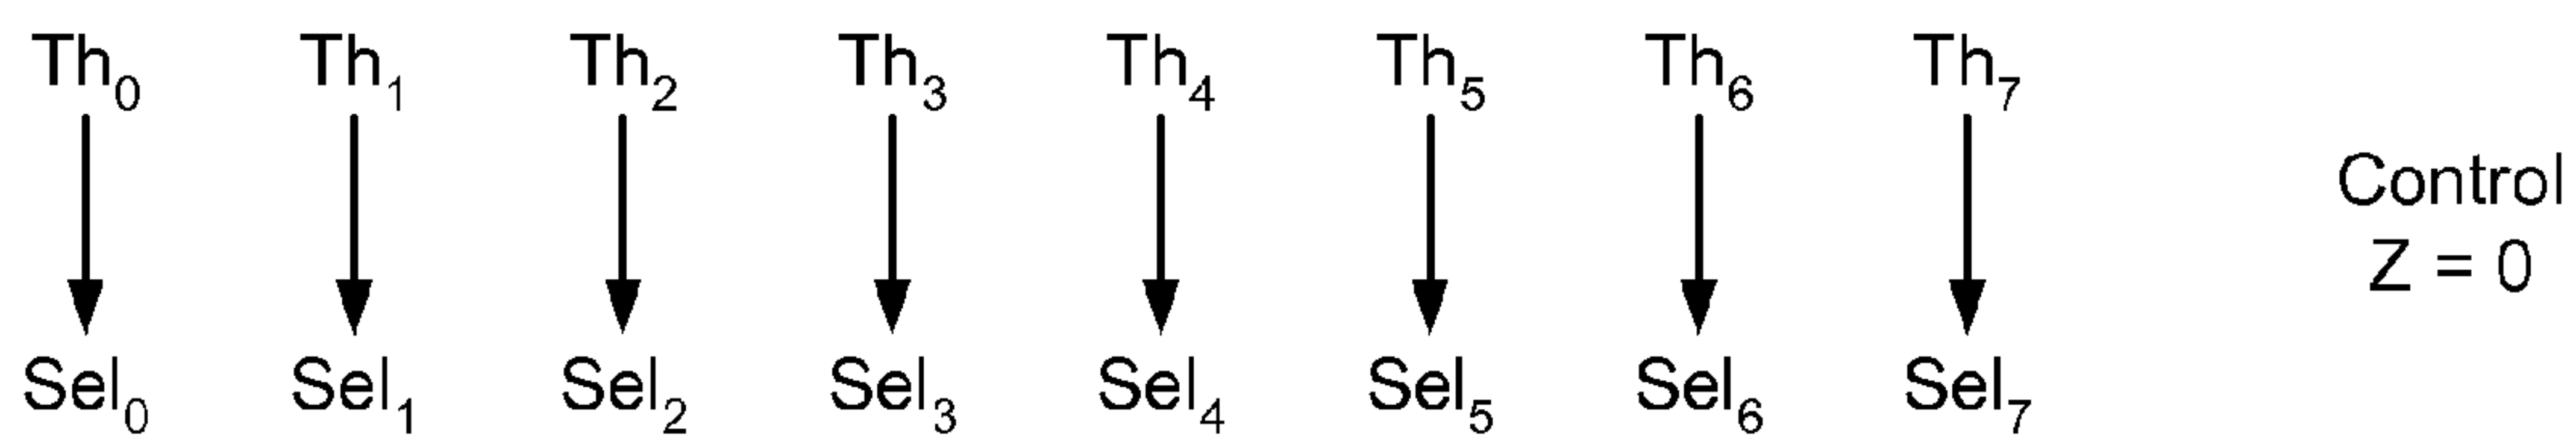 Th₀ Th₁ Th₂ Th₃ Th₄ Th₅ Th₆ Th₇
Control
Z = 0
Sel₀ Sel₁ Sel₂ Sel₃ Sel₄ Sel₅ Sel₆ Sel₇